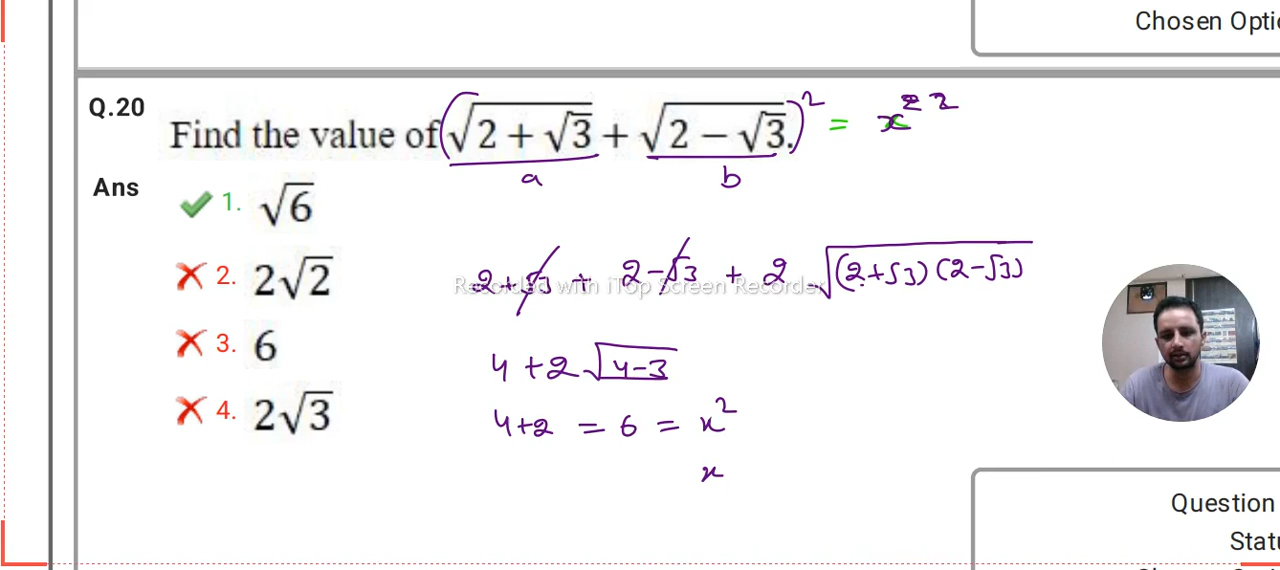 Chosen Opti
Q.20
Find the value of (√2 + √3 + √2 − √3.)² = x² ²
a b
Ans
1. √6
2. 2√2
3. 6
4. 2√3
2+√3 + 2-√3 + 2 √(2+√3)(2-√3)
Recorded with iTop Screen Recorder
4+2√4-3
4+2 = 6 = x²
x
Question
Statu